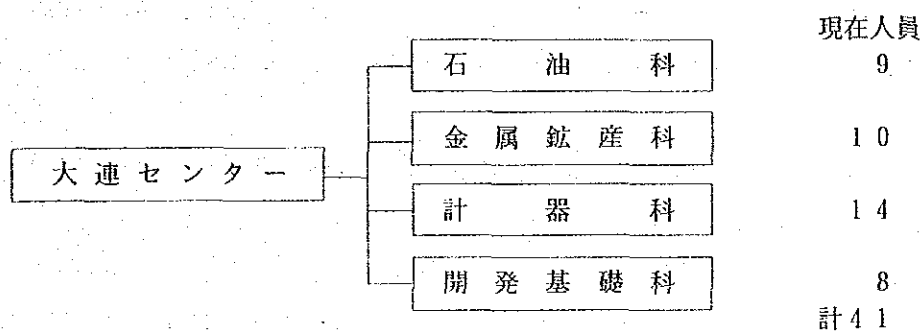 現在人員
石油科 9
金属鉱産科 10
大連センター
計器科 14
開発基礎科 8
計41